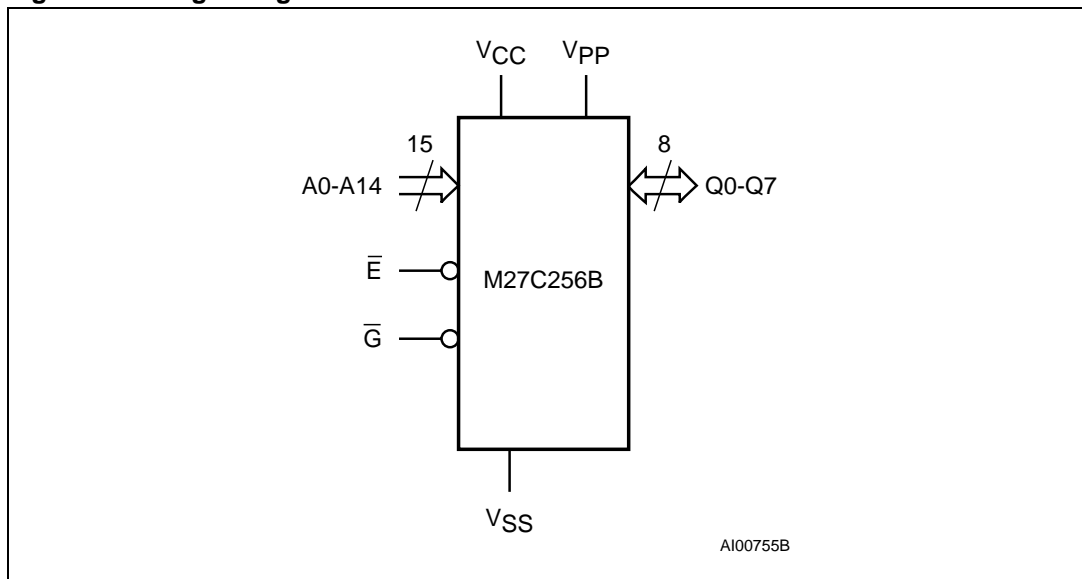 VCC VPP
15 8
A0-A14 Q0-Q7
E̅ M27C256B
G̅
VSS
AI00755B